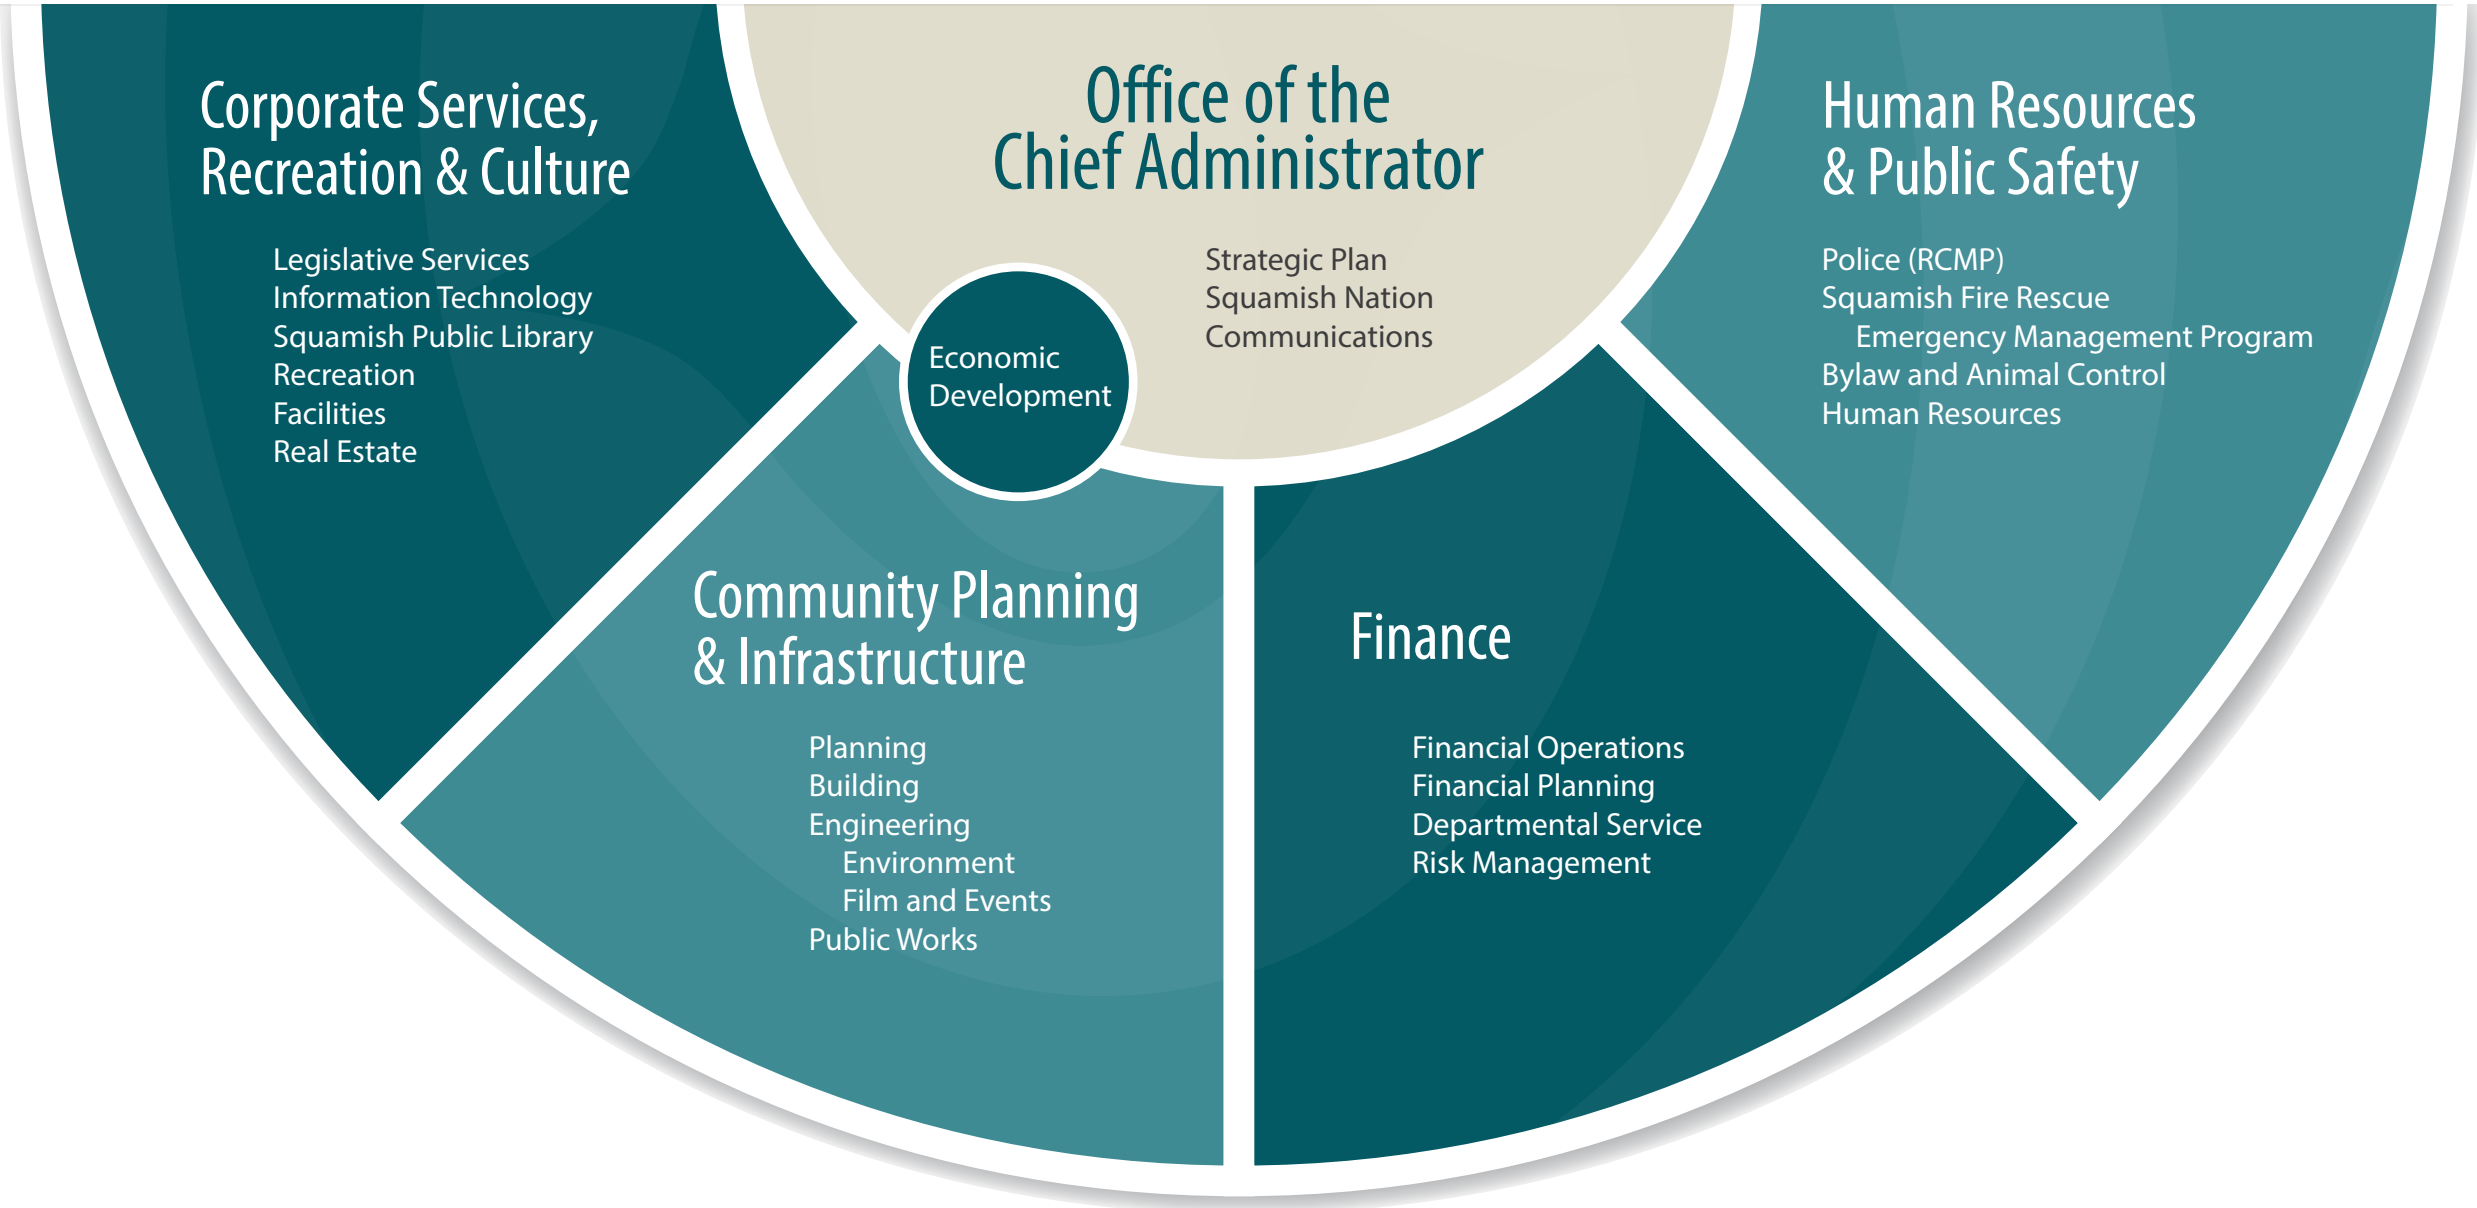 Corporate Services,
Recreation & Culture
Legislative Services
Information Technology
Squamish Public Library
Recreation
Facilities
Real Estate
Office of the
Chief Administrator
Strategic Plan
Squamish Nation
Communications
Economic
Development
Human Resources
& Public Safety
Police (RCMP)
Squamish Fire Rescue
Emergency Management Program
Bylaw and Animal Control
Human Resources
Community Planning
& Infrastructure
Planning
Building
Engineering
Environment
Film and Events
Public Works
Finance
Financial Operations
Financial Planning
Departmental Service
Risk Management